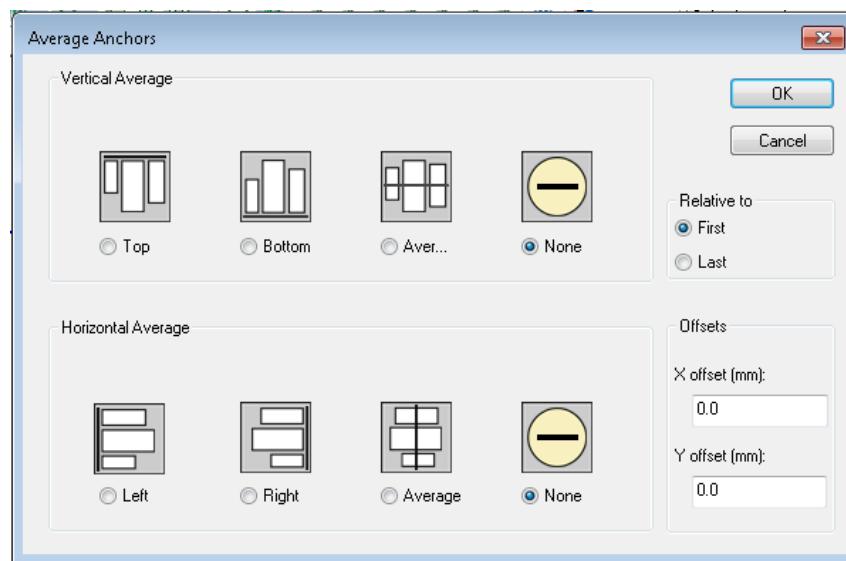 Average Anchors
Vertical Average
Top
Bottom
Aver...
None
OK
Cancel
Relative to
First
Last
Horizontal Average
Left
Right
Average
None
Offsets
X offset (mm):
0.0
Y offset (mm):
0.0